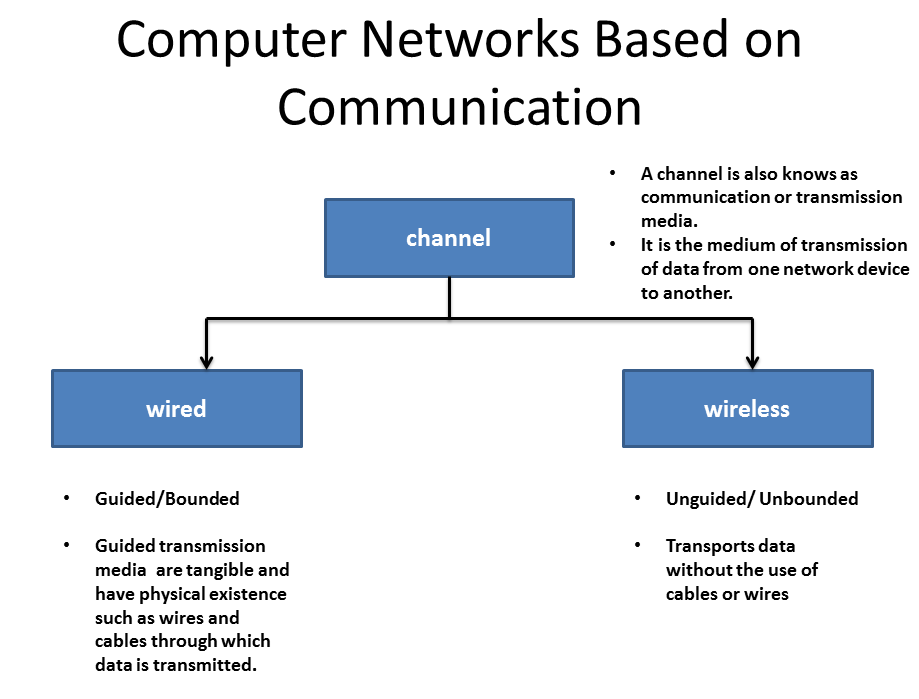 Computer Networks Based on
Communication
• A channel is also knows as
communication or transmission
media.
• It is the medium of transmission
of data from one network device
to another.
channel
wired
wireless
• Guided/Bounded
• Guided transmission
media are tangible and
have physical existence
such as wires and
cables through which
data is transmitted.
• Unguided/ Unbounded
• Transports data
without the use of
cables or wires